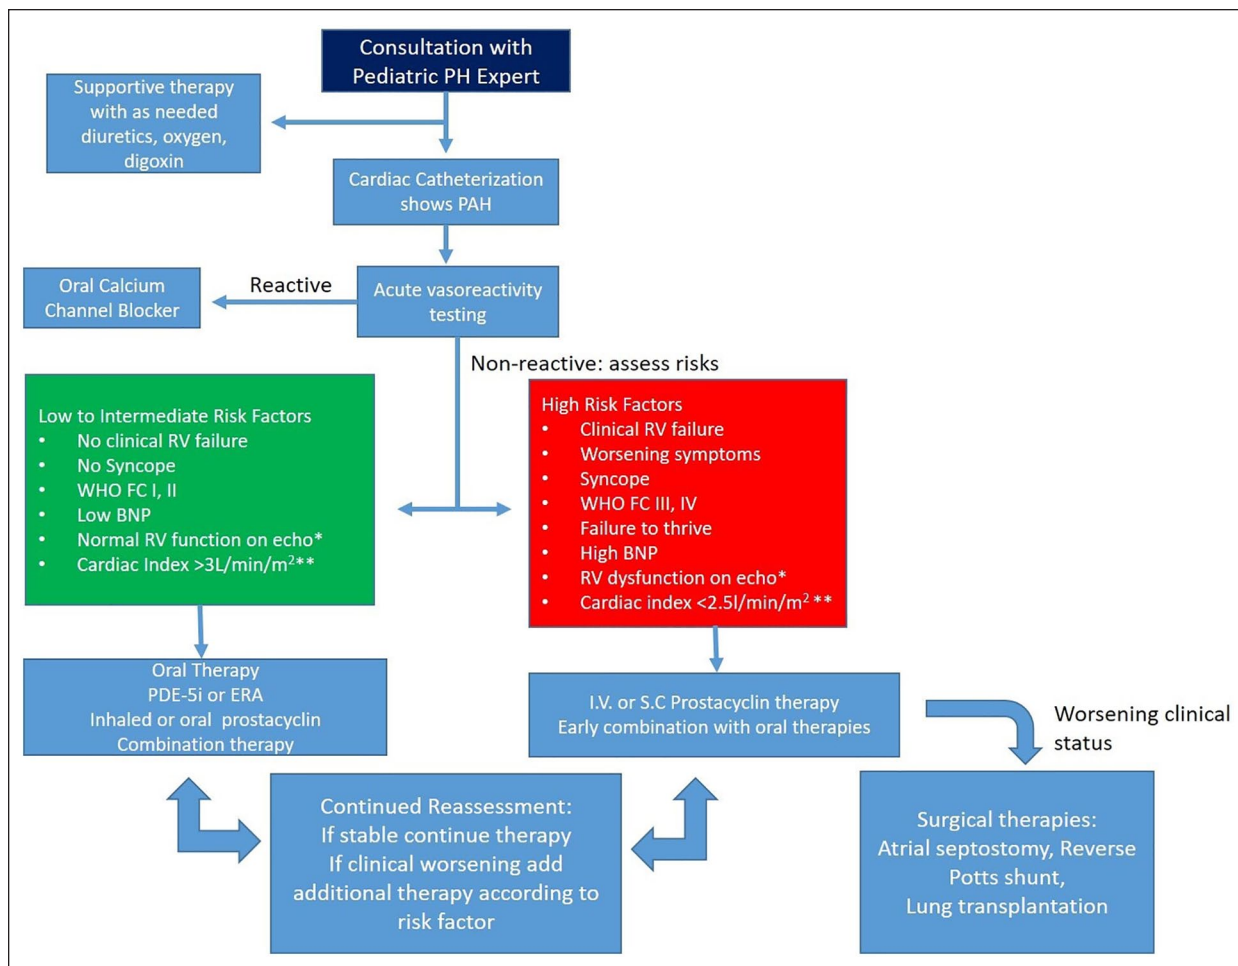 Consultation with
Pediatric PH Expert
Supportive therapy
with as needed
diuretics, oxygen,
digoxin
Cardiac Catheterization
shows PAH
Oral Calcium
Channel Blocker
Reactive
Acute vasoreactivity
testing
Non-reactive: assess risks
Low to Intermediate Risk Factors
• No clinical RV failure
• No Syncope
• WHO FC I, II
• Low BNP
• Normal RV function on echo*
• Cardiac Index >3L/min/m²**
High Risk Factors
• Clinical RV failure
• Worsening symptoms
• Syncope
• WHO FC III, IV
• Failure to thrive
• High BNP
• RV dysfunction on echo*
• Cardiac index <2.5l/min/m² **
Oral Therapy
PDE-5i or ERA
Inhaled or oral prostacyclin
Combination therapy
I.V. or S.C Prostacyclin therapy
Early combination with oral therapies
Worsening clinical
status
Continued Reassessment:
If stable continue therapy
If clinical worsening add
additional therapy according to
risk factor
Surgical therapies:
Atrial septostomy, Reverse
Potts shunt,
Lung transplantation